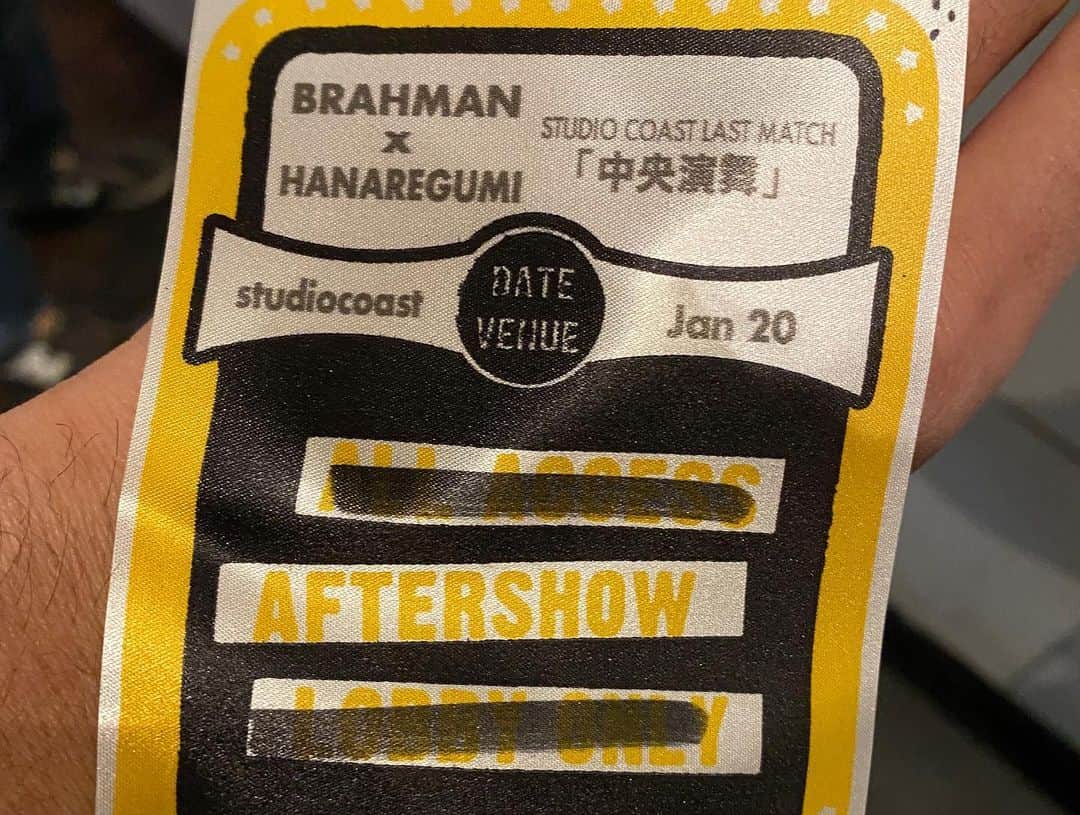 BRAHMAN
x
HANAREGUMI
STUDIO COAST LAST MATCH
「中央演舞」
studiocoast
DATE
VENUE
Jan 20
ALL ACCESS
AFTERSHOW
LOBBY ONLY